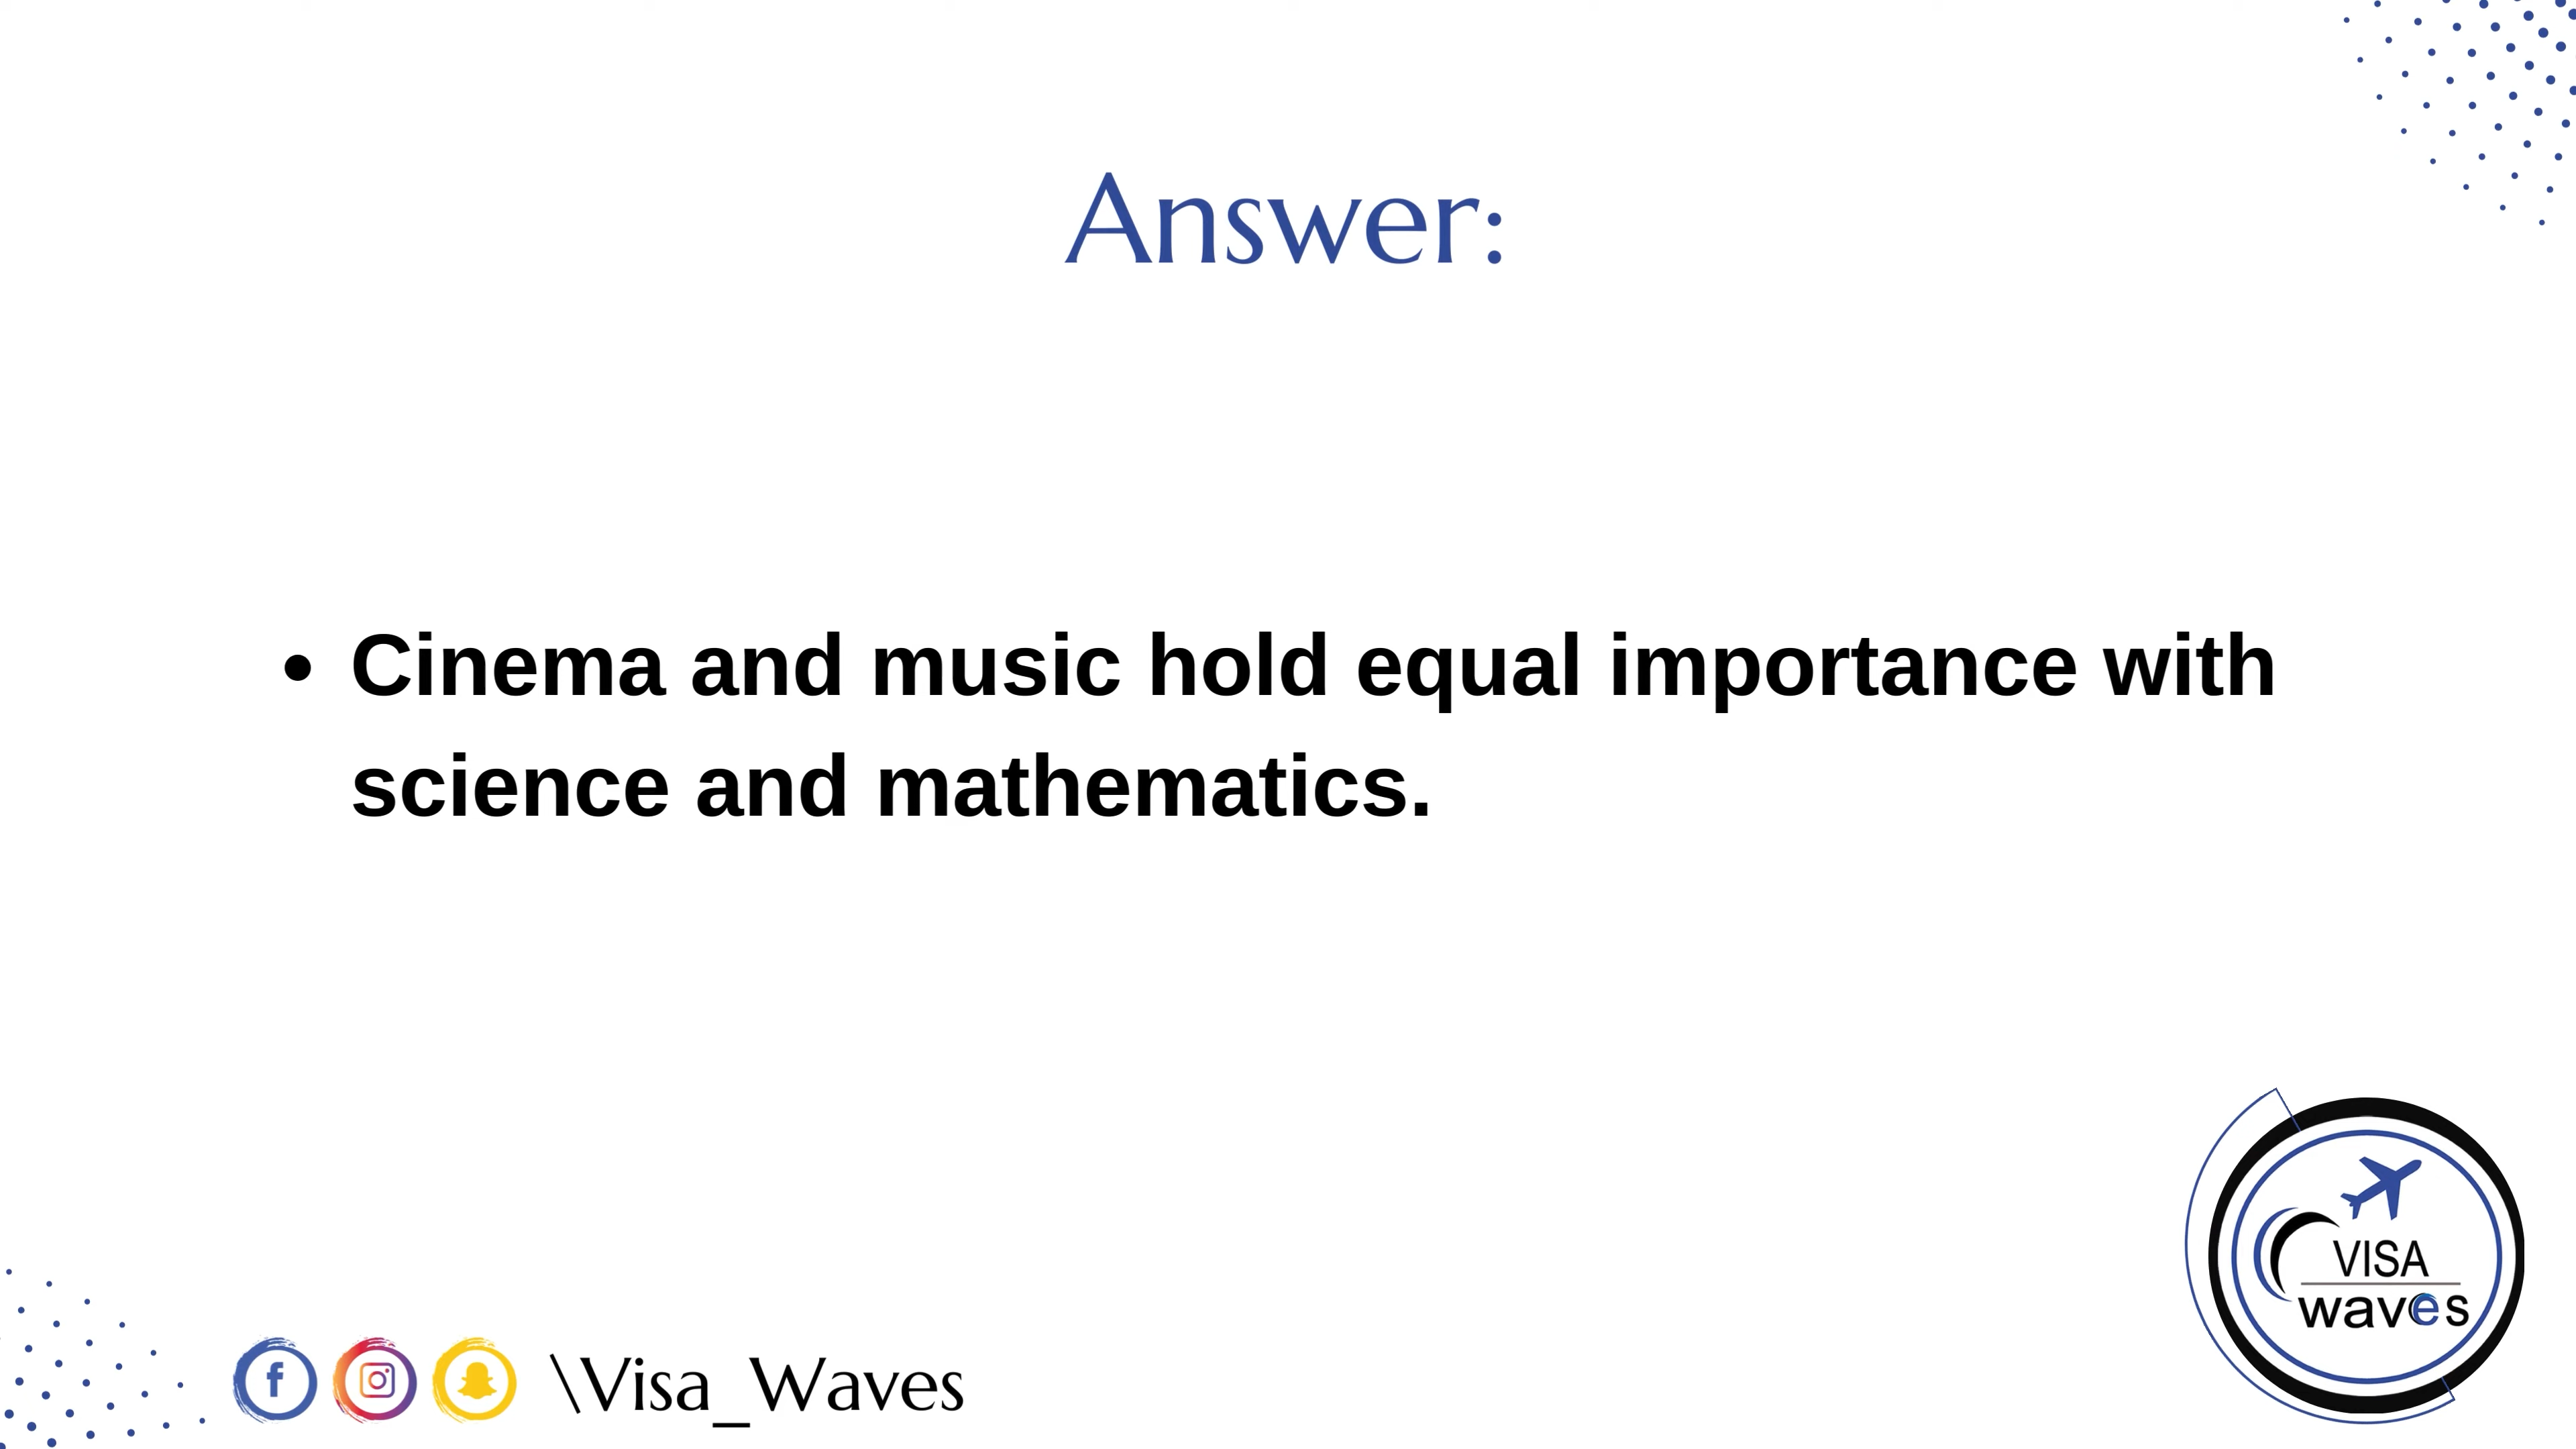 Answer:
• Cinema and music hold equal importance with
science and mathematics.
VISA
waves
\Visa_Waves